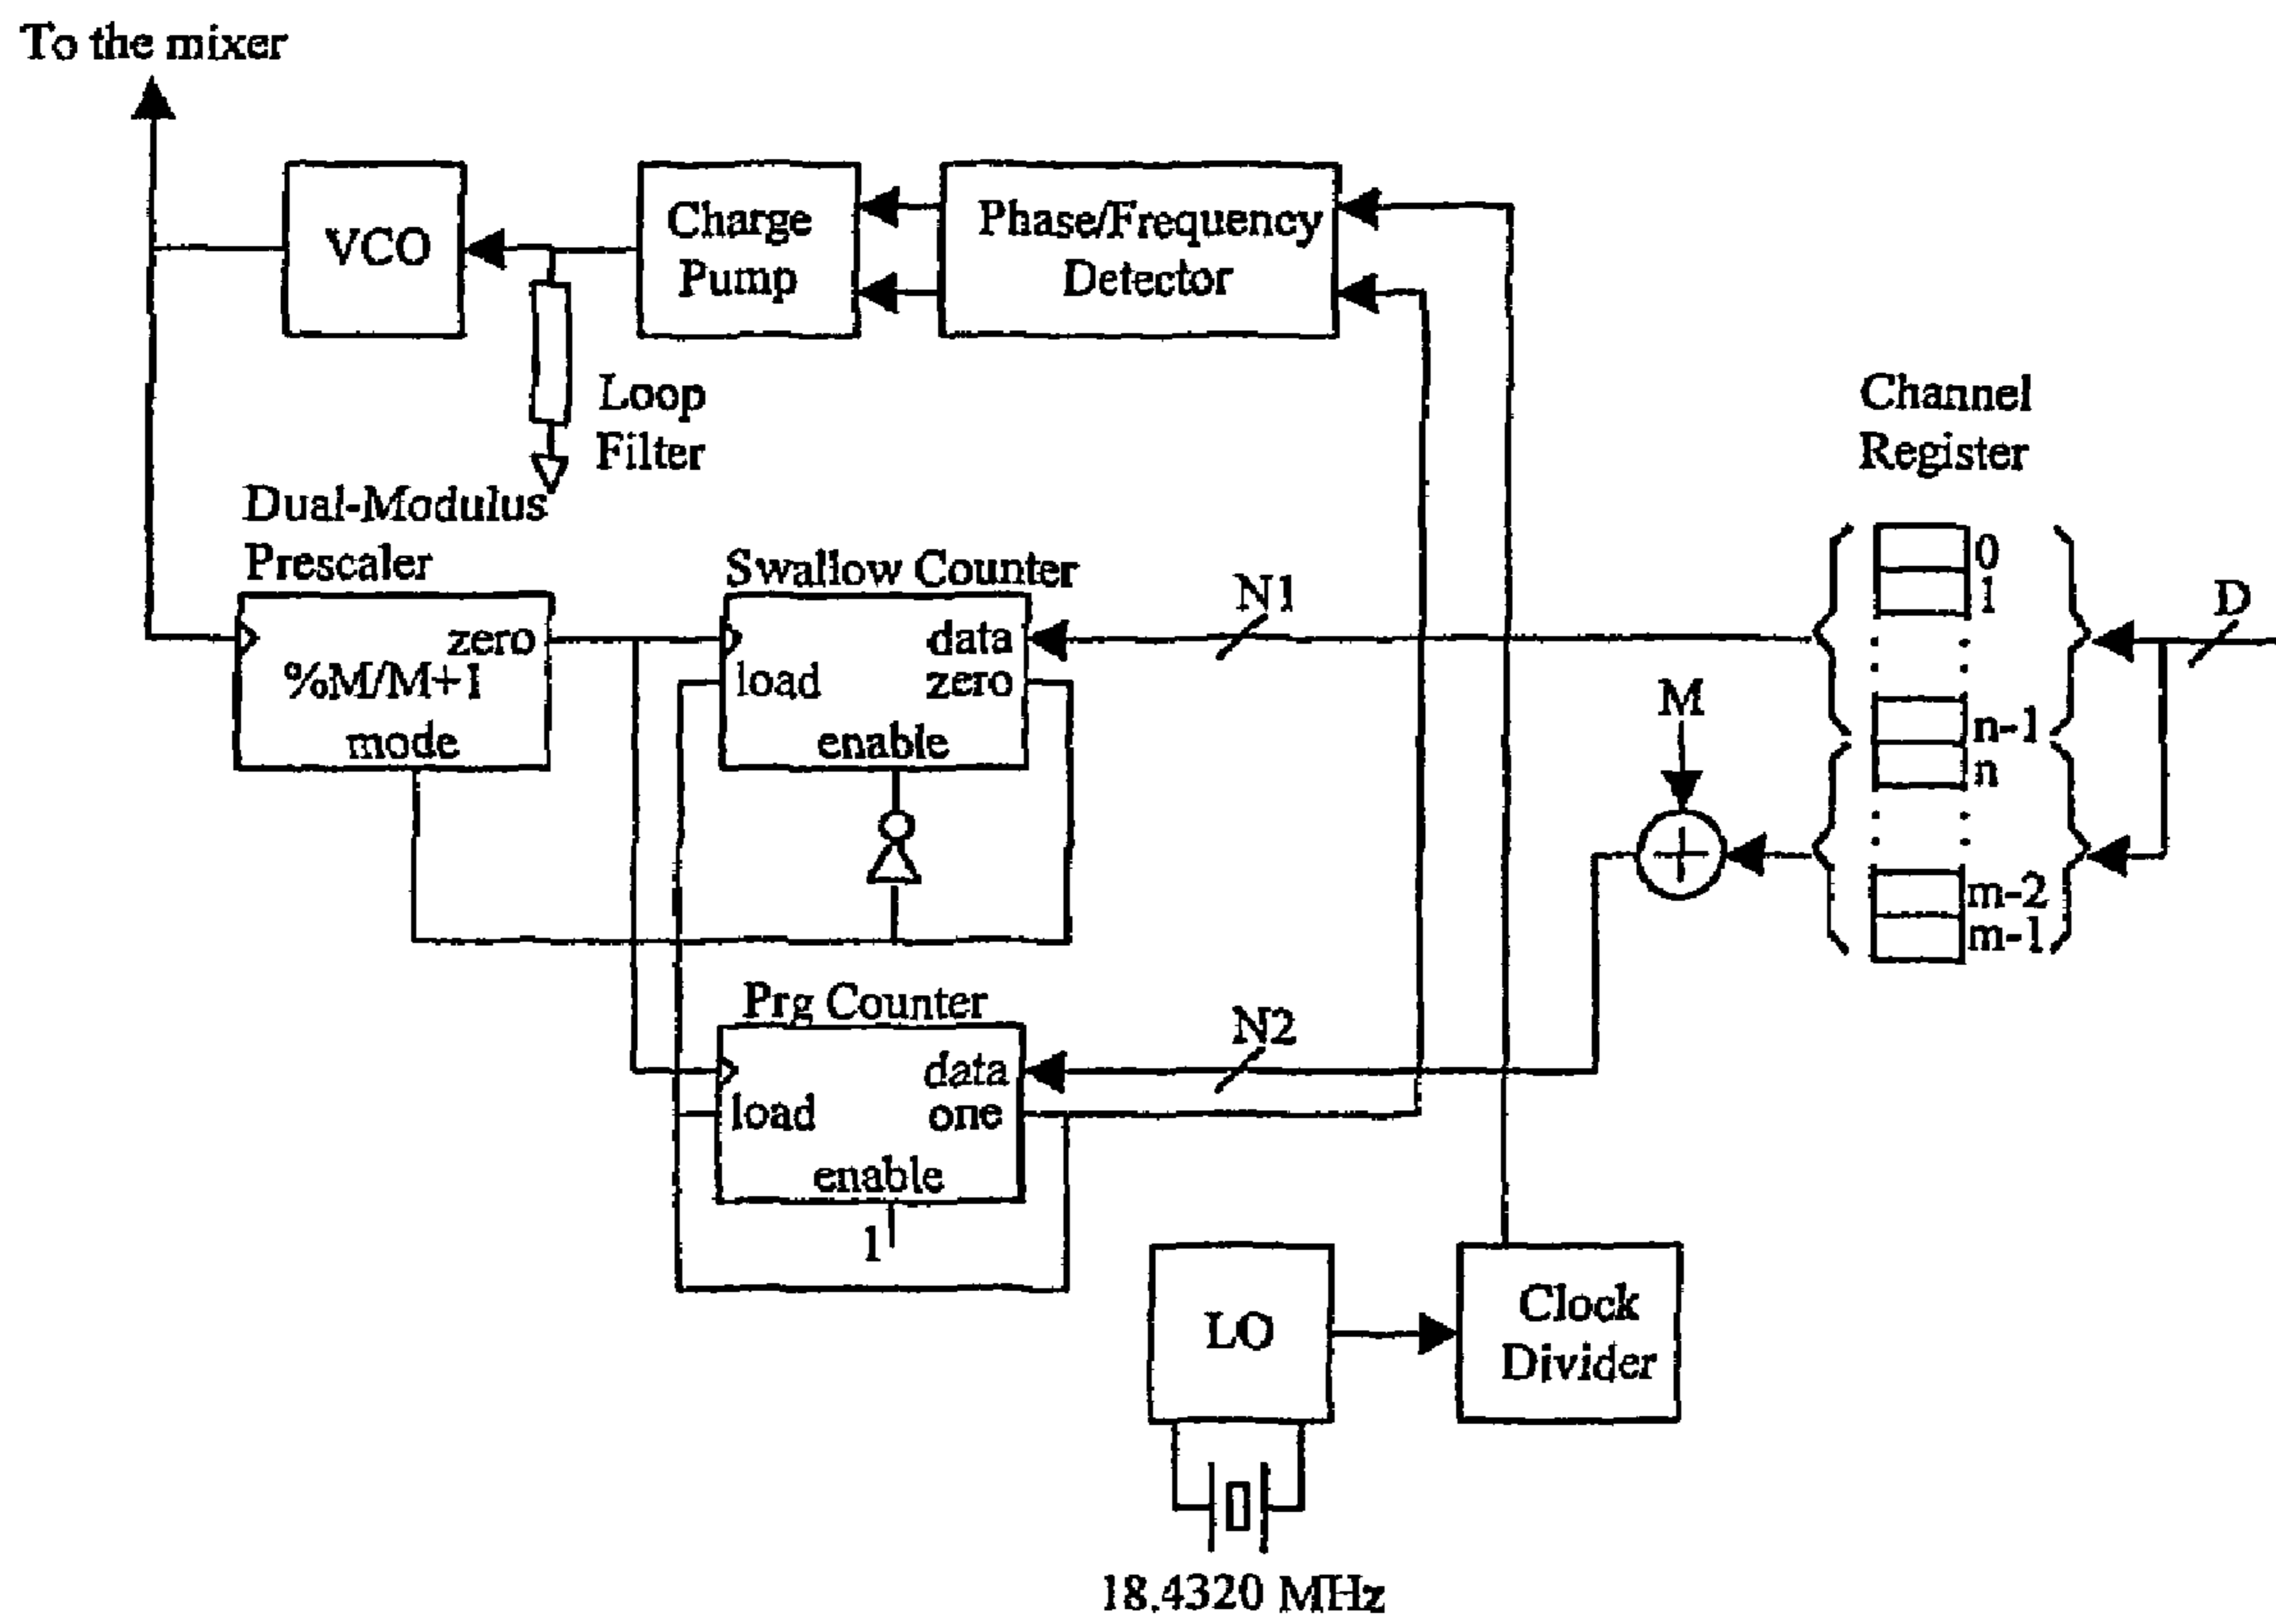 To the mixer
VCO
Charge
Pump
Phase/Frequency
Detector
Loop
Filter
Channel
Register
Dual-Modulus
Prescaler
zero
%M/M+1
mode
Swallow Counter
data
load
zero
enable
N1
M
0
1
n-1
n
m-2
m-1
D
Prg Counter
data
load
one
enable
1
N2
LO
Clock
Divider
18.4320 MHz